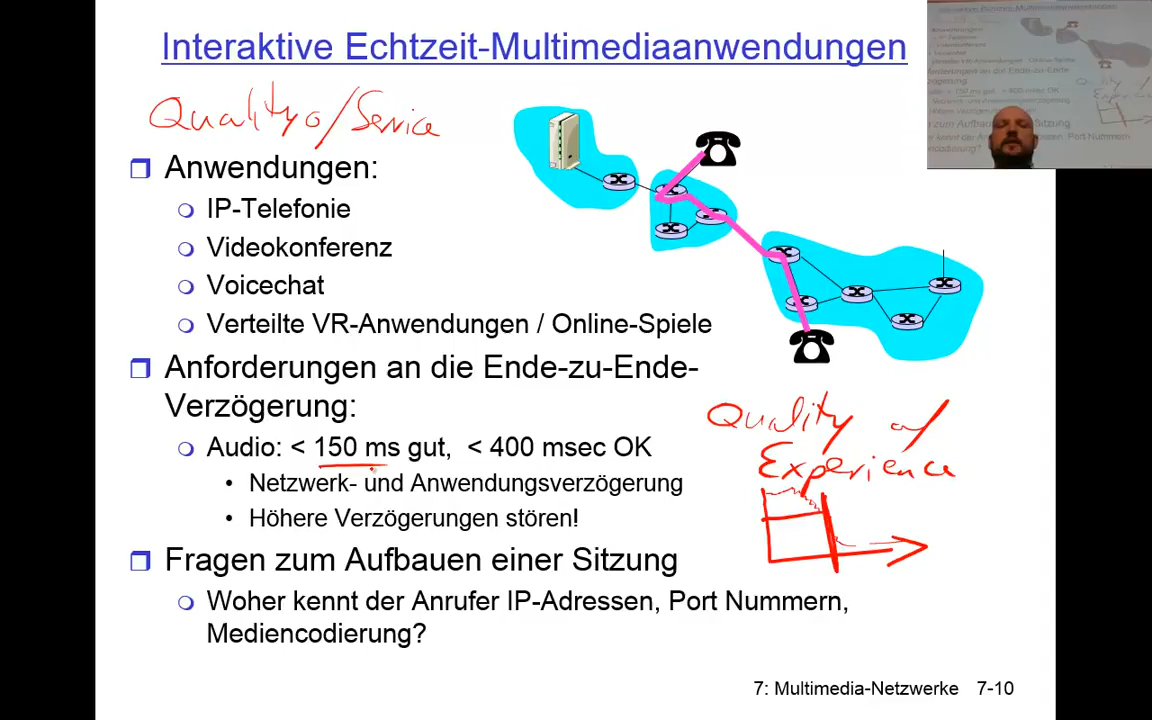 Interaktive Echtzeit-Multimediaanwendungen
Quality of Service
Anwendungen:
IP-Telefonie
Videokonferenz
Voicechat
Verteilte VR-Anwendungen / Online-Spiele
Anforderungen an die Ende-zu-Ende-
Verzögerung:
Audio: < 150 ms gut, < 400 msec OK
Netzwerk- und Anwendungsverzögerung
Höhere Verzögerungen stören!
Quality of
Experience
Fragen zum Aufbauen einer Sitzung
Woher kennt der Anrufer IP-Adressen, Port Nummern,
Mediencodierung?
7: Multimedia-Netzwerke 7-10